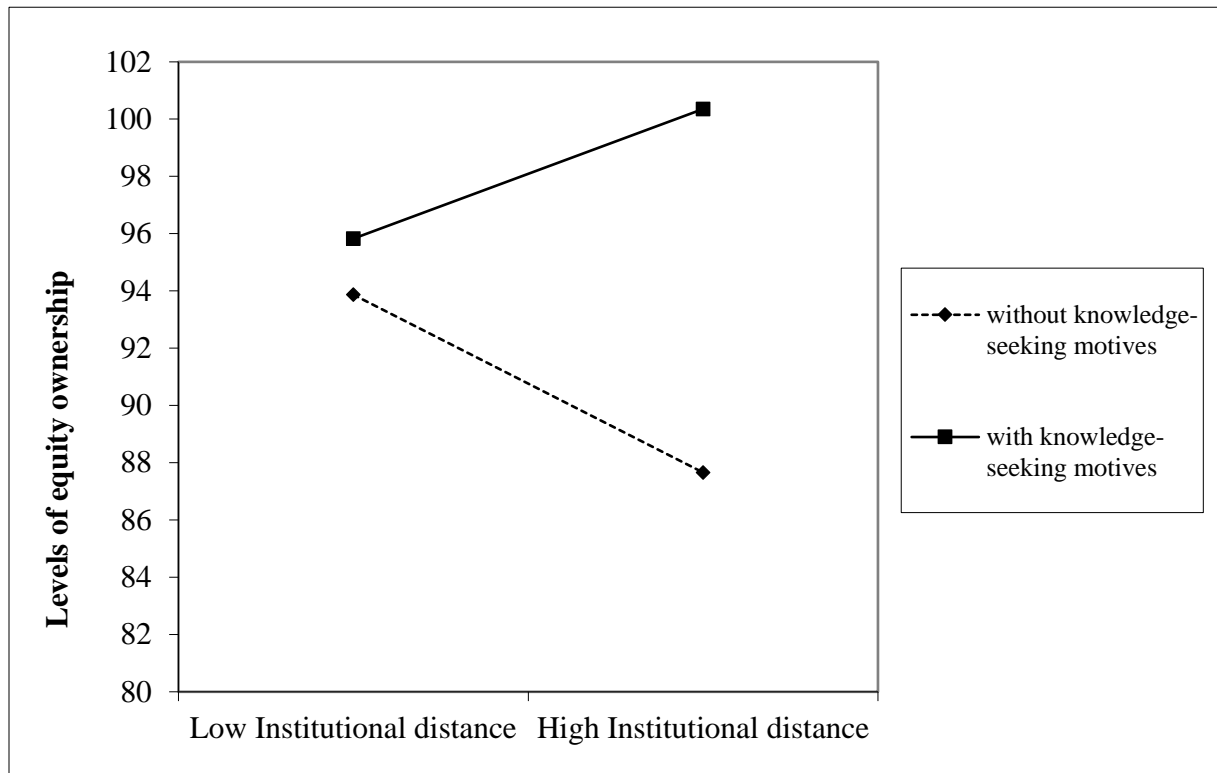 102
100
98
96
94
92
90
88
86
84
82
80
Levels of equity ownership
Low Institutional distance
High Institutional distance
without knowledge-
seeking motives
with knowledge-
seeking motives